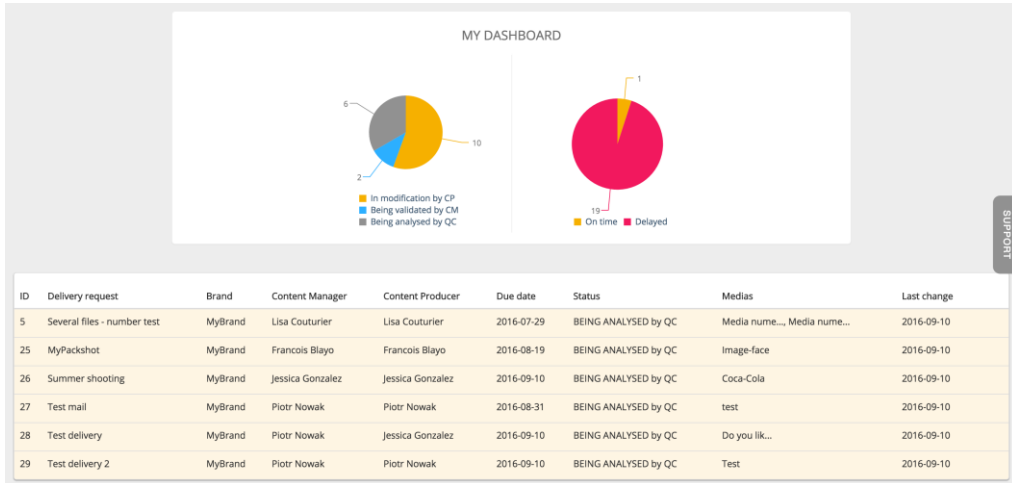 MY DASHBOARD
6
10
2
In modification by CP
Being validated by CM
Being analysed by QC
1
19
On time Delayed
SUPPORT
ID Delivery request Brand Content Manager Content Producer Due date Status Medias Last change
5 Several files - number test MyBrand Lisa Couturier Lisa Couturier 2016-07-29 BEING ANALYSED by QC Media nume..., Media nume... 2016-09-10
25 MyPackshot MyBrand Francois Blayo Francois Blayo 2016-08-19 BEING ANALYSED by QC Image-face 2016-09-10
26 Summer shooting MyBrand Jessica Gonzalez Jessica Gonzalez 2016-09-10 BEING ANALYSED by QC Coca-Cola 2016-09-10
27 Test mail MyBrand Piotr Nowak Piotr Nowak 2016-08-31 BEING ANALYSED by QC test 2016-09-10
28 Test delivery MyBrand Piotr Nowak Jessica Gonzalez 2016-09-10 BEING ANALYSED by QC Do you lik... 2016-09-10
29 Test delivery 2 MyBrand Piotr Nowak Piotr Nowak 2016-09-10 BEING ANALYSED by QC Test 2016-09-10